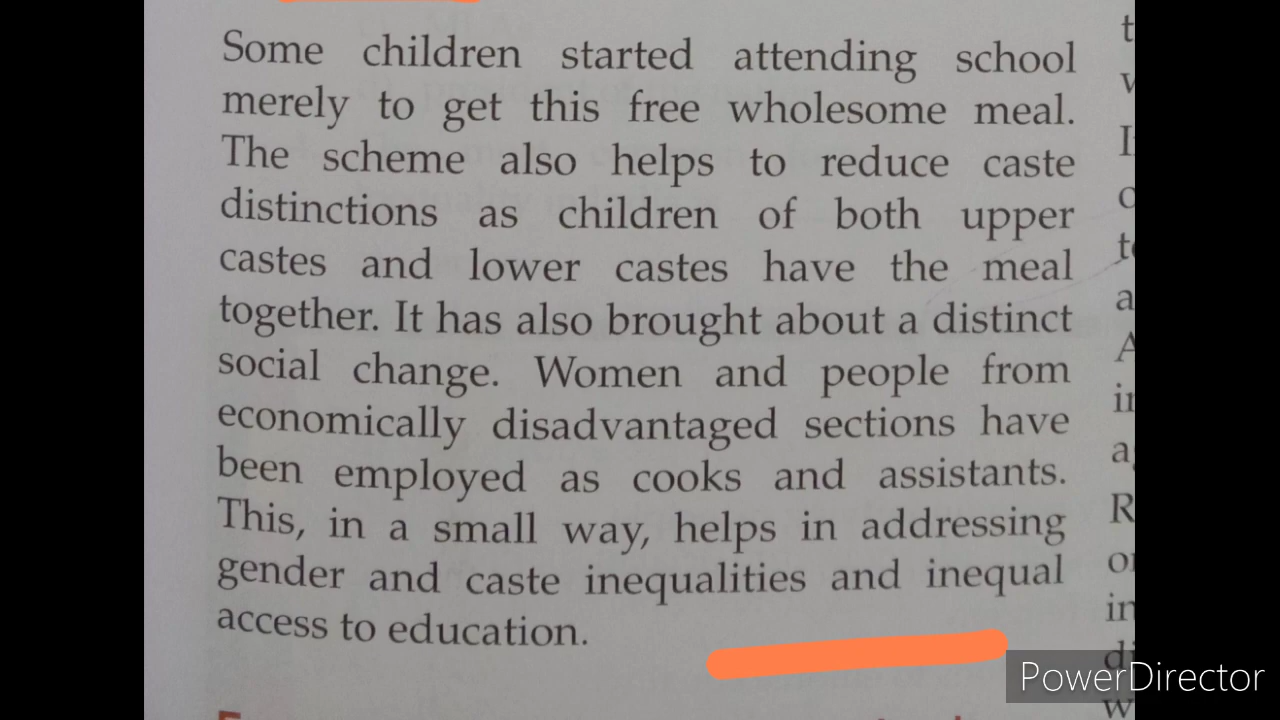 Some children started attending school
merely to get this free wholesome meal.
The scheme also helps to reduce caste
distinctions as children of both upper
castes and lower castes have the meal
together. It has also brought about a distinct
social change. Women and people from
economically disadvantaged sections have
been employed as cooks and assistants.
This, in a small way, helps in addressing
gender and caste inequalities and inequal
access to education.
PowerDirector